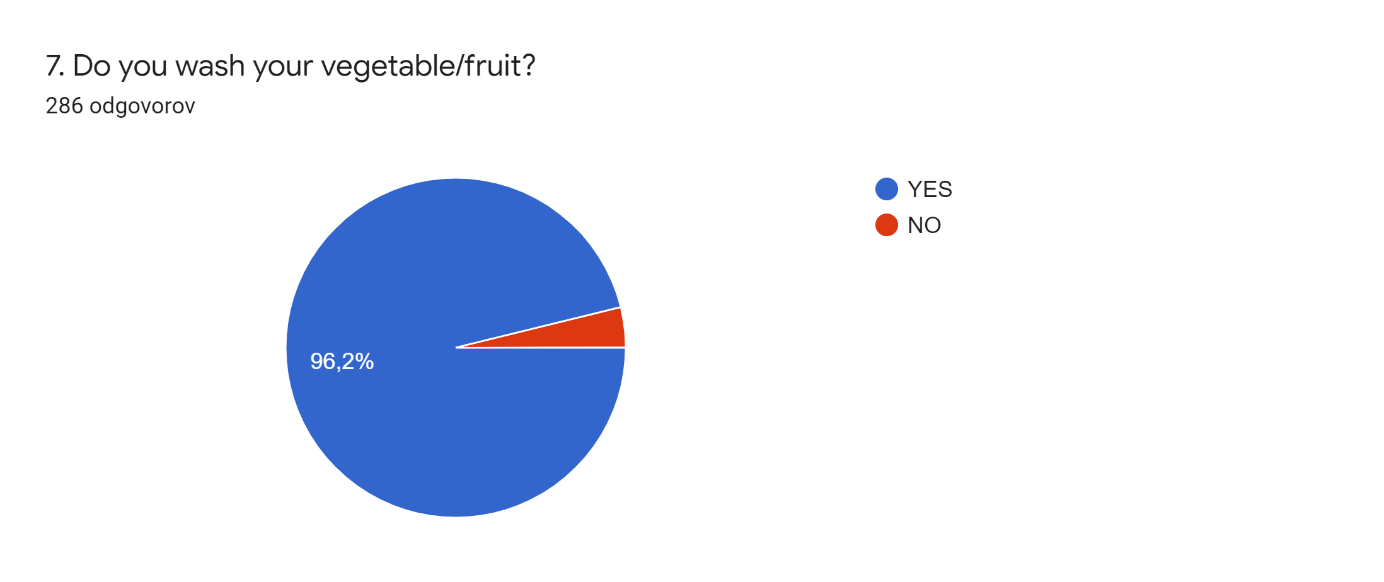 7. Do you wash your vegetable/fruit?
286 odgovorov
YES
NO
96,2%